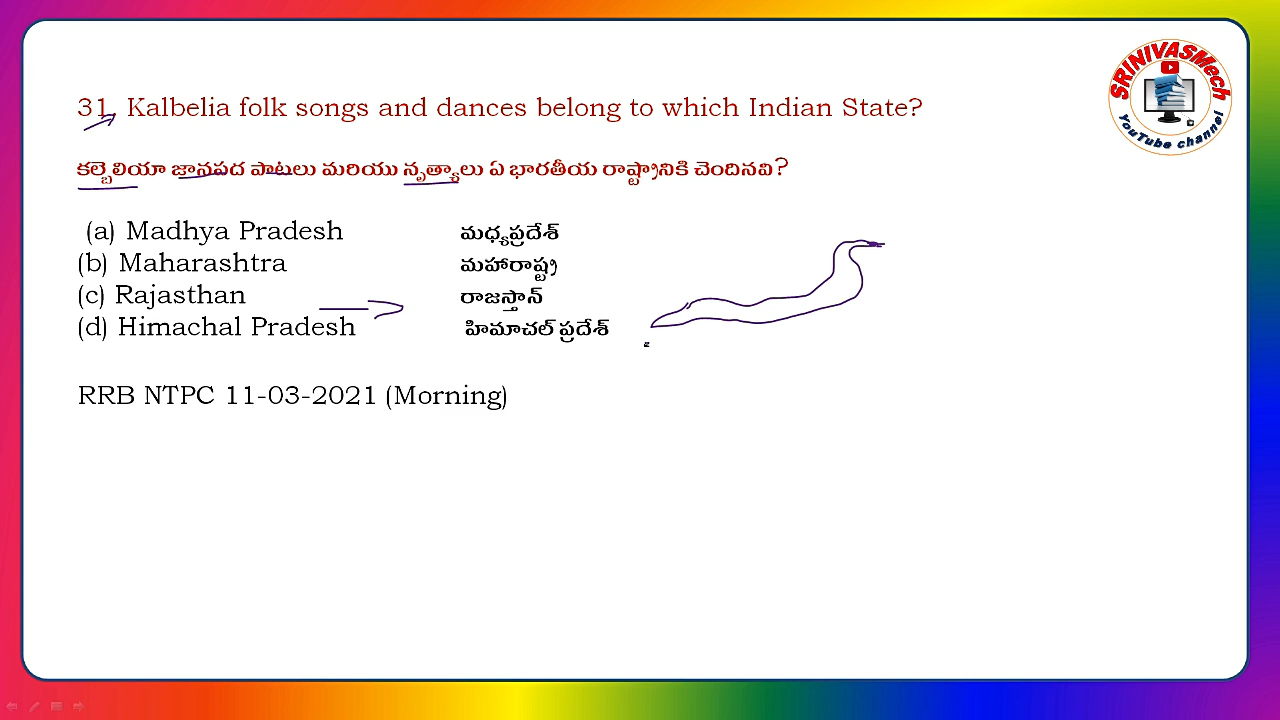 31. Kalbelia folk songs and dances belong to which Indian State?
కల్బెలియా జానపద పాటలు మరియు నృత్యాలు ఏ భారతీయ రాష్ట్రానికి చెందినవి?
(a) Madhya Pradesh మధ్యప్రదేశ్
(b) Maharashtra మహారాష్ట్ర
(c) Rajasthan రాజస్తాన్
(d) Himachal Pradesh హిమాచల్ ప్రదేశ్
RRB NTPC 11-03-2021 (Morning)
SRINIVASMech
YouTube channel